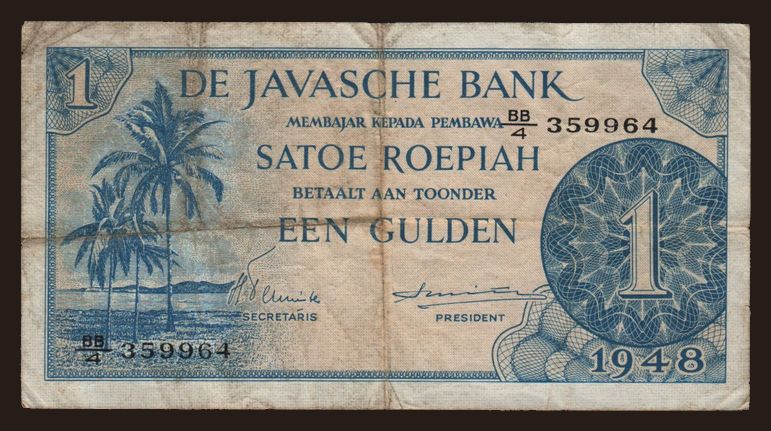 1
DE JAVASCHE BANK
MEMBAJAR KEPADA PEMBAWA
BB/4 359964
SATOE ROEPIAH
BETAALT AAN TOONDER
EEN GULDEN
1
SECRETARIS
PRESIDENT
BB/4 359964
1948